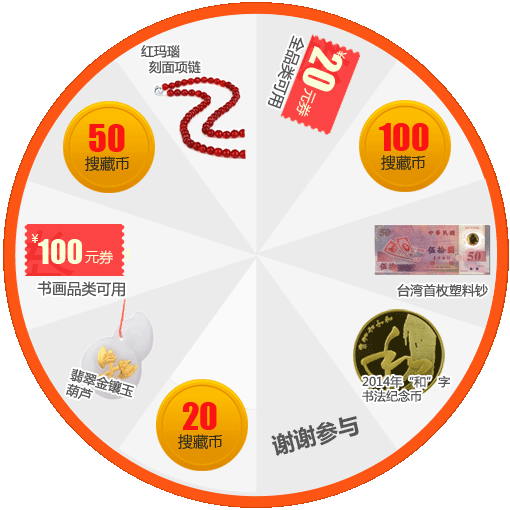 红玛瑙
刻面项链
¥20元券
全品类可用
50
搜藏币
100
搜藏币
¥100元券
书画品类可用
50
中華民國
伍拾圓
50
台湾首枚塑料钞
翡翠金镶玉
葫芦
2014年“和”字
书法纪念币
20
搜藏币
谢谢参与